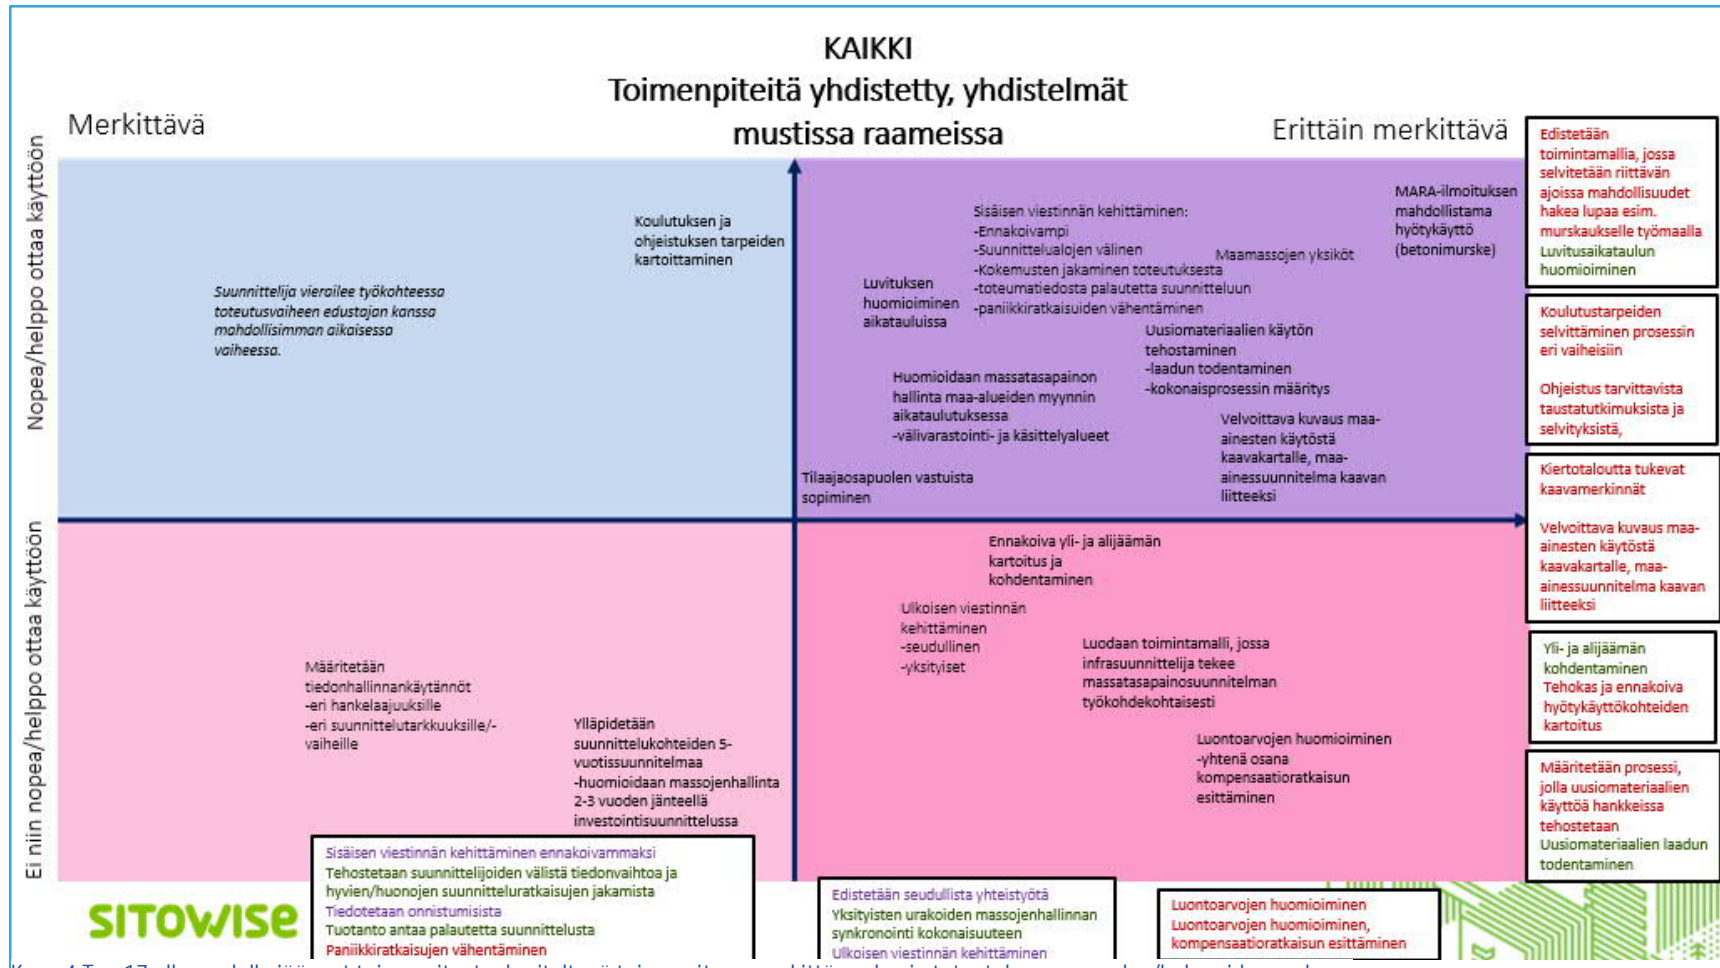 KAIKKI
Toimenpiteitä yhdistetty, yhdistelmät
mustissa raameissa
Merkittävä
Erittäin merkittävä
Nopea/helppo ottaa käyttöön
Ei niin nopea/helppo ottaa käyttöön
Koulutuksen ja
ohjeistuksen tarpeiden
kartoittaminen
Suunnittelija vierailee työkohteessa
toteutusvaiheen edustajan kanssa
mahdollisimman aikaisessa
vaiheessa.
Sisäisen viestinnän kehittäminen:
-Ennakoivampi
-Suunnittelualojen välinen
-Kokemusten jakaminen toteutuksesta
-toteumatiedosta palautetta suunnitteluun
-paniikkiratkaisuiden vähentäminen
MARA-ilmoituksen
mahdollistama
hyötykäyttö
(betonimurske)
Maamassojen yksiköt
Luvituksen
huomioiminen
aikatauluissa
Uusiomateriaalien käytön
tehostaminen
-laadun todentaminen
-kokonaisprosessin määritys
Huomioidaan massatasapainon
hallinta maa-alueiden myynnin
aikataulutuksessa
-välivarastointi- ja käsittelyalueet
Velvoittava kuvaus maa-
ainesten käytöstä
kaavakartalle, maa-
ainessuunnitelma kaavan
liitteeksi
Tilaajaosapuolen vastuista
sopiminen
Määritetään
tiedonhallinnankäytännöt
-eri hankelaajuuksille
-eri suunnittelutarkkuuksille/-
vaiheille
Ylläpidetään
suunnittelukohteiden 5-
vuotissuunnitelmaa
-huomioidaan massojenhallinta
2-3 vuoden jänteellä
investointisuunnittelussa
Ennakoiva yli- ja alijäämän
kartoitus ja
kohdentaminen
Ulkoisen viestinnän
kehittäminen
-seudullinen
-yksityiset
Luodaan toimintamalli, jossa
infrasuunnittelija tekee
massatasapainosuunnitelman
työkohdekohtaisesti
Luontoarvojen huomioiminen
-yhtenä osana
kompensaatioratkaisun
esittäminen
Edistetään
toimintamallia, jossa
selvitetään riittävän
ajoissa mahdollisuudet
hakea lupaa esim.
murskaukselle työmaalla
Luvitusaikataulun
huomioiminen
Koulutustarpeiden
selvittäminen prosessin
eri vaiheisiin
Ohjeistus tarvittavista
taustatutkimuksista ja
selvityksistä,
Kiertotaloutta tukevat
kaavamerkinnät
Velvoittava kuvaus maa-
ainesten käytöstä
kaavakartalle, maa-
ainessuunnitelma kaavan
liitteeksi
Yli- ja alijäämän
kohdentaminen
Tehokas ja ennakoiva
hyötykäyttökohteiden
kartoitus
Määritetään prosessi,
jolla uusiomateriaalien
käyttöä hankkeissa
tehostetaan
Uusiomateriaalien laadun
todentaminen
Sisäisen viestinnän kehittäminen ennakoivammaksi
Tehostetaan suunnittelijoiden välistä tiedonvaihtoa ja
hyvien/huonojen suunnitteluratkaisujen jakamista
Tiedotetaan onnistumisista
Tuotanto antaa palautetta suunnittelusta
Paniikkiratkaisujen vähentäminen
Edistetään seudullista yhteistyötä
Yksityisten urakoiden massojenhallinnan
synkronointi kokonaisuuteen
Ulkoisen viestinnän kehittäminen
Luontoarvojen huomioiminen
Luontoarvojen huomioiminen,
kompensaatioratkaisun esittäminen
SITOWISE